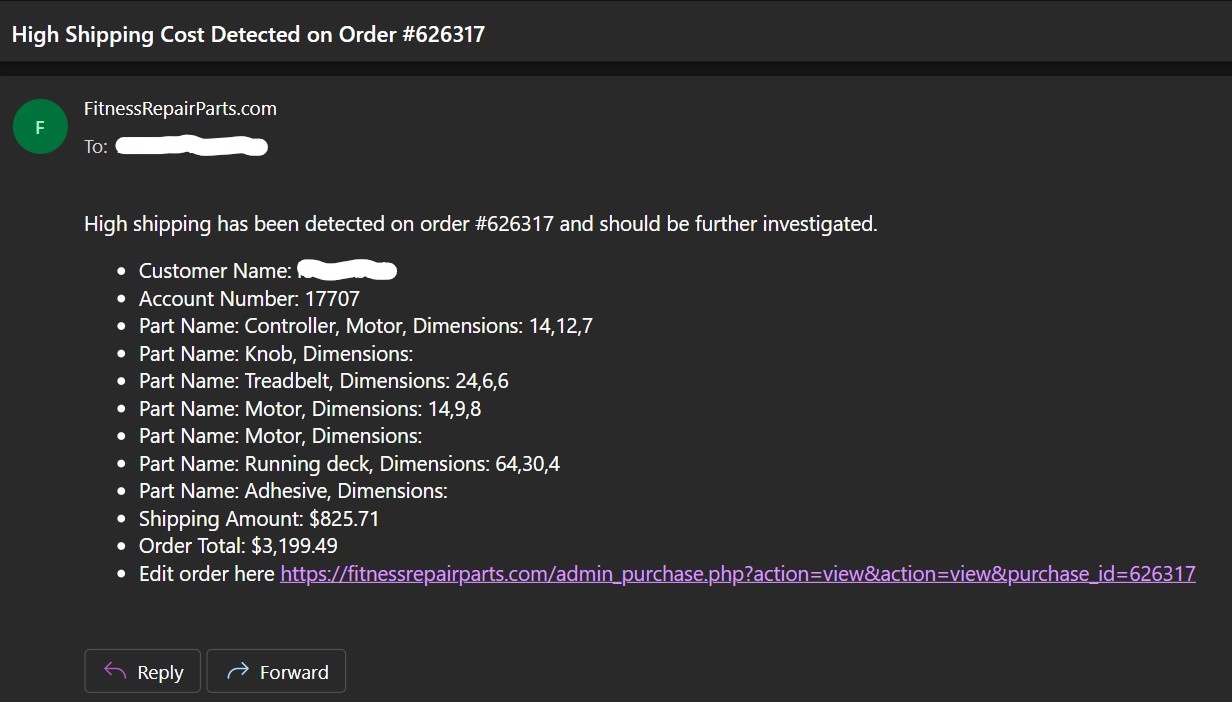 High Shipping Cost Detected on Order #626317
F
FitnessRepairParts.com
To:
High shipping has been detected on order #626317 and should be further investigated.
• Customer Name:
• Account Number: 17707
• Part Name: Controller, Motor, Dimensions: 14,12,7
• Part Name: Knob, Dimensions:
• Part Name: Treadbelt, Dimensions: 24,6,6
• Part Name: Motor, Dimensions: 14,9,8
• Part Name: Motor, Dimensions:
• Part Name: Running deck, Dimensions: 64,30,4
• Part Name: Adhesive, Dimensions:
• Shipping Amount: $825.71
• Order Total: $3,199.49
• Edit order here https://fitnessrepairparts.com/admin_purchase.php?action=view&action=view&purchase_id=626317
Reply
Forward